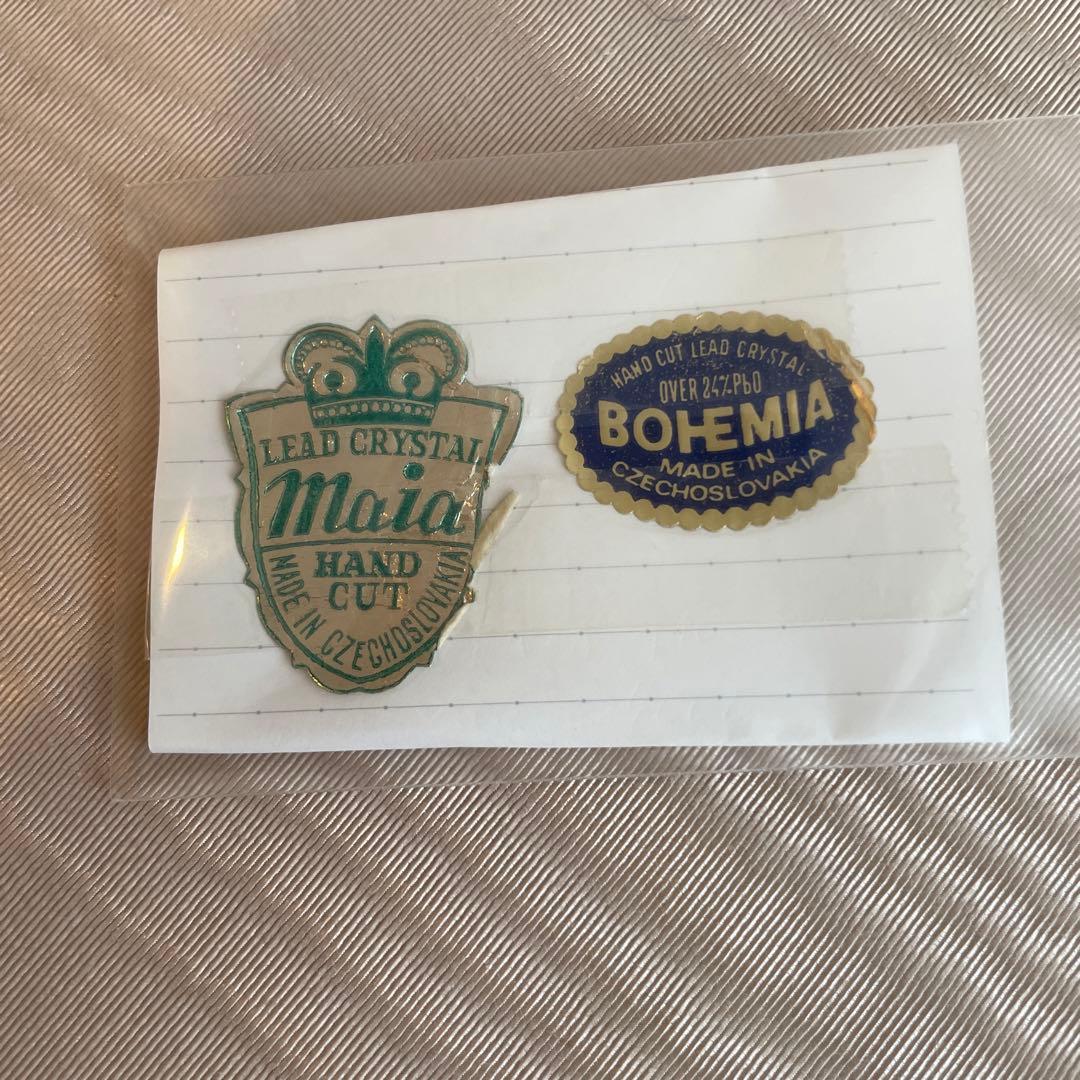 LEAD CRYSTAL
Maia
HAND
CUT
MADE IN CZECHOSLOVAKIA
HAND CUT LEAD CRYSTAL
OVER 24% PbO
BOHEMIA
MADE IN
CZECHOSLOVAKIA